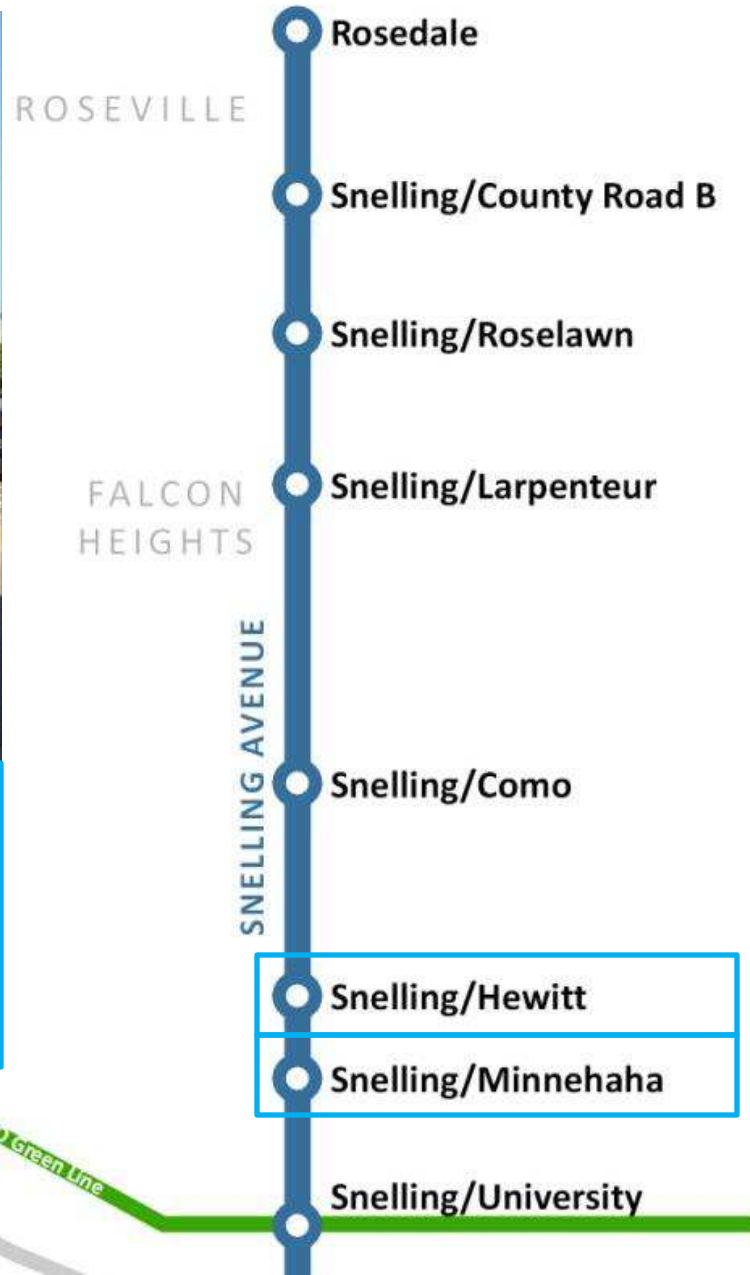 Rosedale
ROSEVILLE
Snelling/County Road B
Snelling/Roselawn
Snelling/Larpenteur
FALCON
HEIGHTS
SNELLING AVENUE
Snelling/Como
Snelling/Hewitt
Snelling/Minnehaha
Green Line
Snelling/University